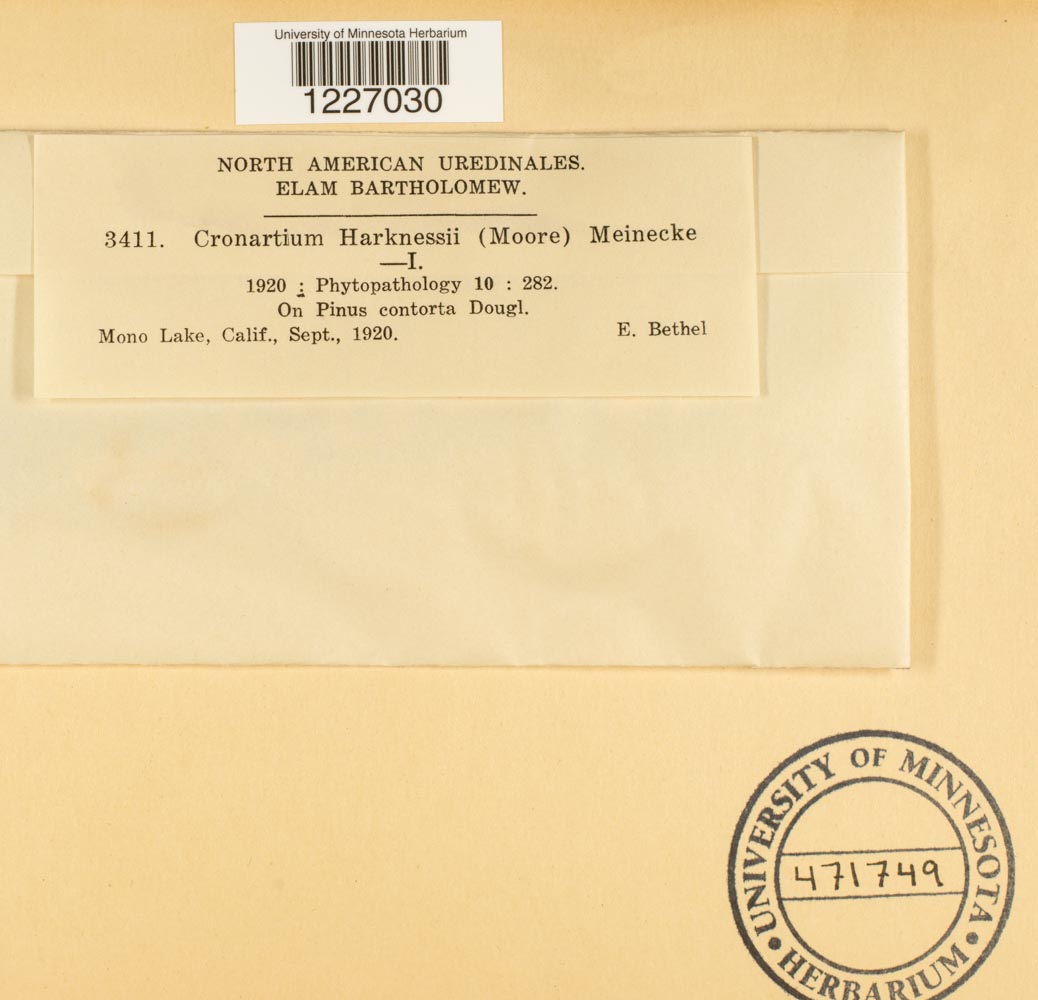 University of Minnesota Herbarium
1227030
NORTH AMERICAN UREDINALES.
ELAM BARTHOLOMEW.
3411. Cronartium Harknessii (Moore) Meinecke
—I.
1920 : Phytopathology 10 : 282.
On Pinus contorta Dougl.
Mono Lake, Calif., Sept., 1920. E. Bethel
UNIVERSITY OF MINNESOTA
471749
HERBARIUM